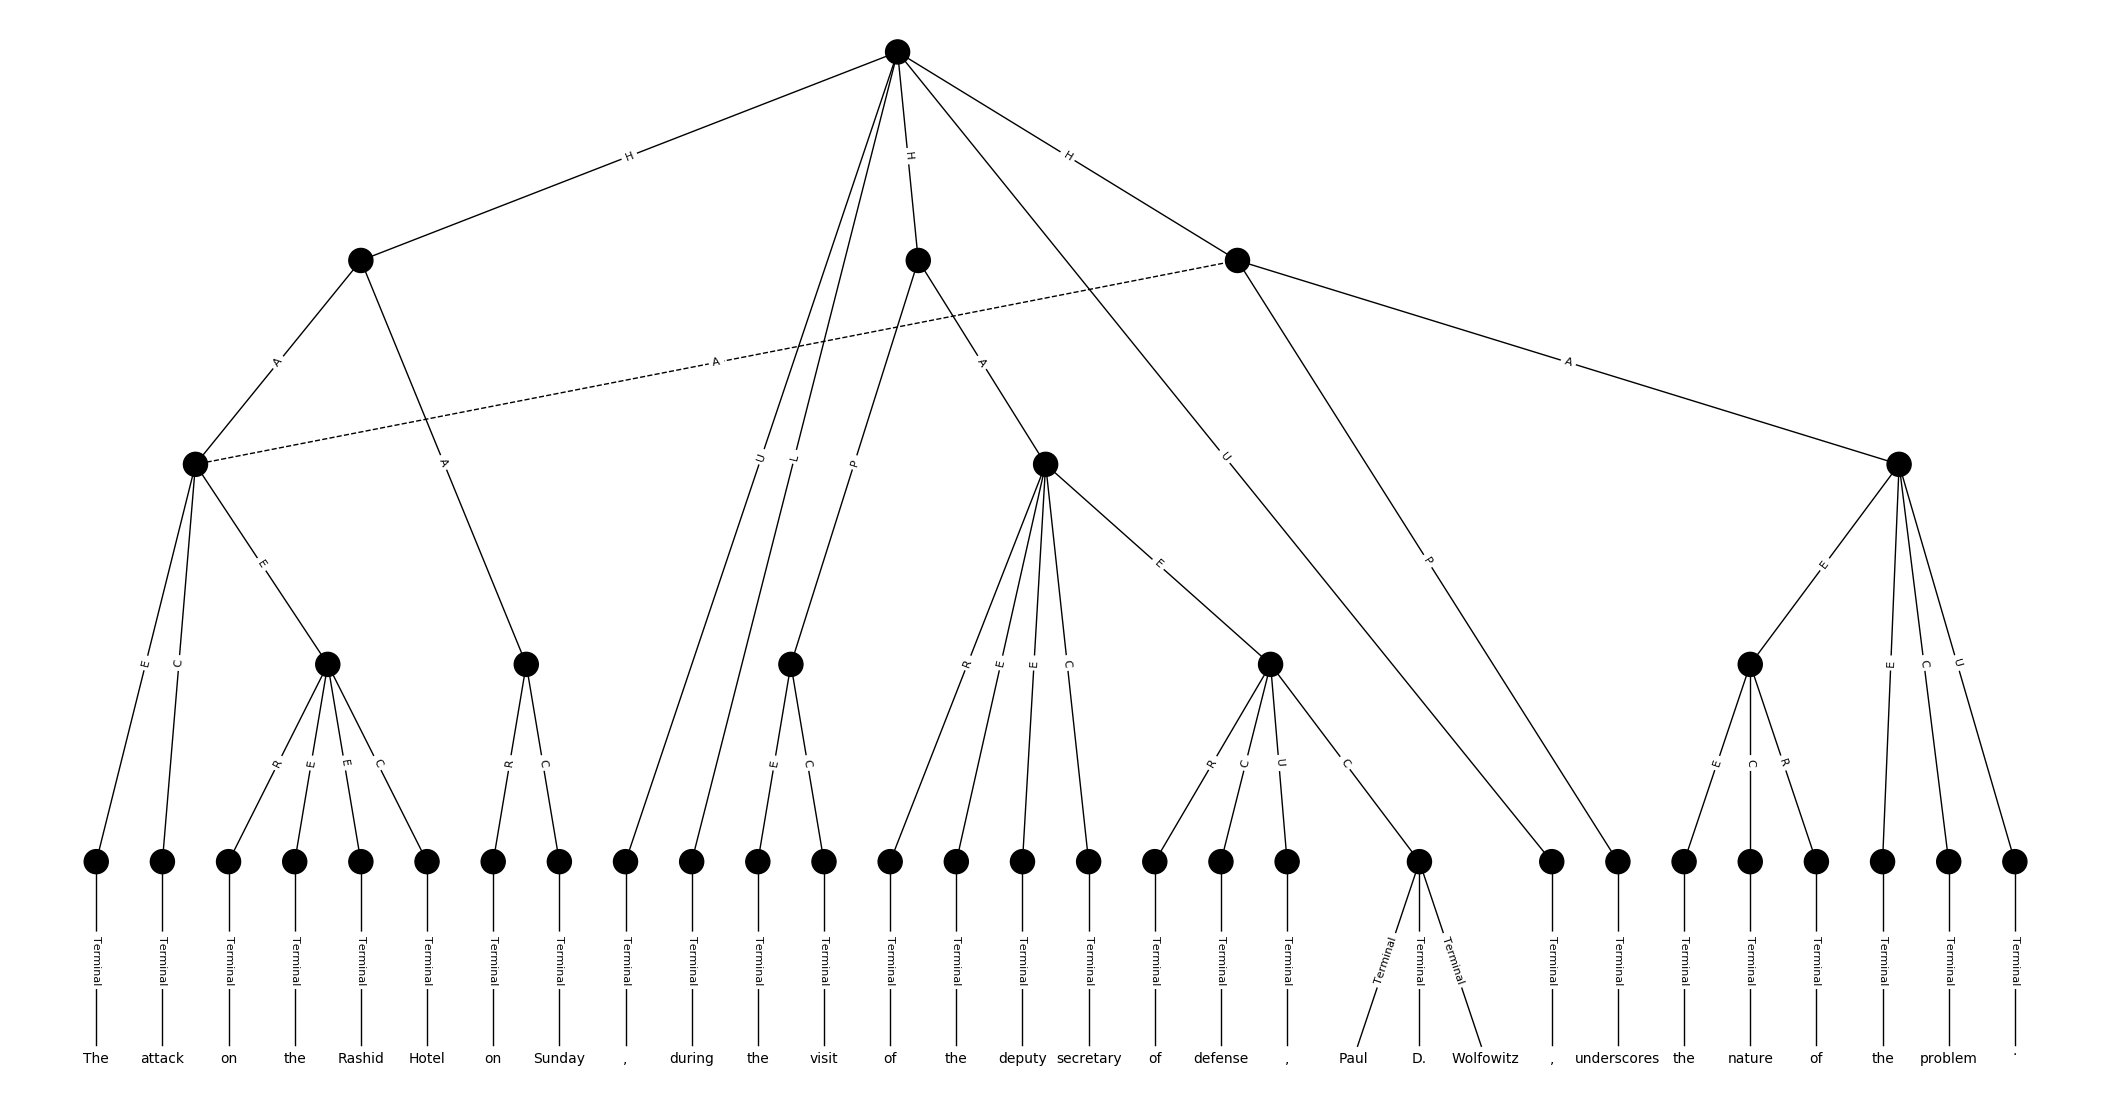 H H H
A A A A A
U L P U
E C E R E E C E P E
E C R E E C U
R E E C R C E C R C U C E C R
Terminal Terminal Terminal Terminal Terminal Terminal Terminal Terminal Terminal Terminal Terminal Terminal Terminal Terminal Terminal Terminal Terminal Terminal Terminal Terminal Terminal Terminal Terminal Terminal Terminal Terminal Terminal Terminal Terminal Terminal
The attack on the Rashid Hotel on Sunday , during the visit of the deputy secretary of defense , Paul D. Wolfowitz , underscores the nature of the problem .